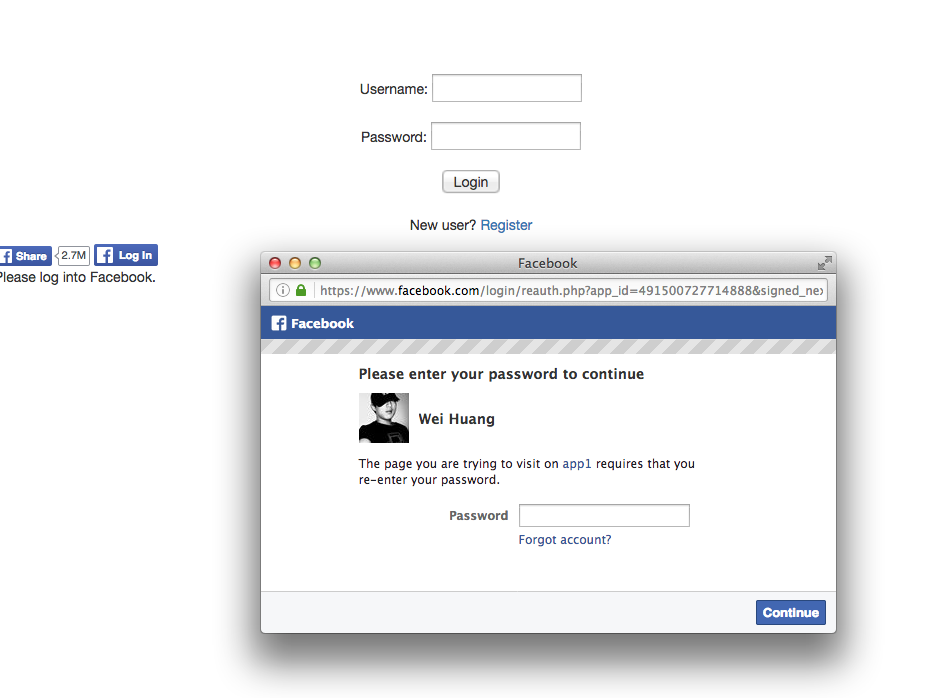 Username:
Password:
Login
New user? Register
Share 2.7M Log In
Please log into Facebook.
Facebook
https://www.facebook.com/login/reauth.php?app_id=491500727714888&signed_nex
Facebook
Please enter your password to continue
Wei Huang
The page you are trying to visit on app1 requires that you
re-enter your password.
Password
Forgot account?
Continue